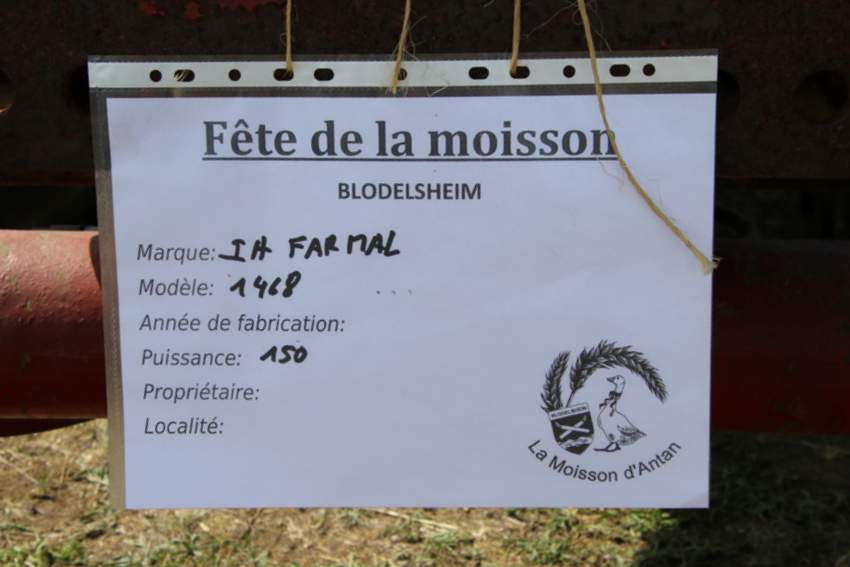 Fête de la moisson
BLODELSHEIM
Marque: IH FARMAL
Modèle: 1468
Année de fabrication:
Puissance: 150
Propriétaire:
Localité:
BLODELSHEIM
La Moisson d'Antan